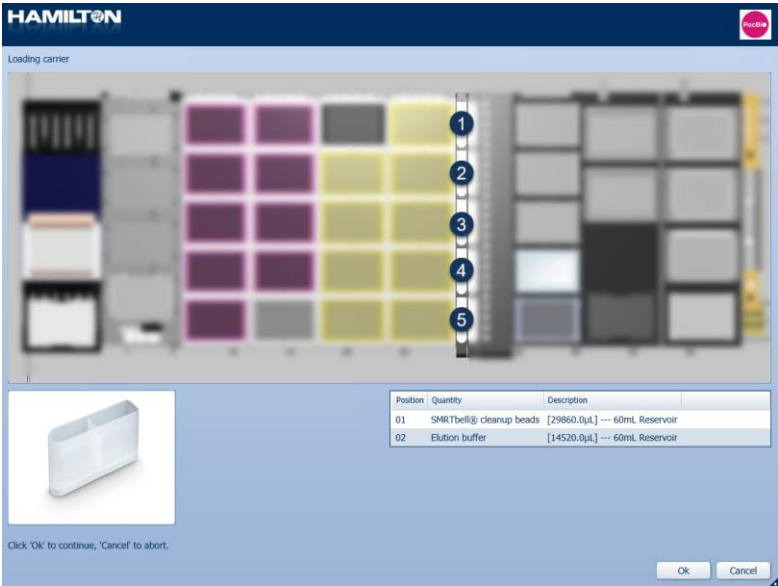 HAMILTON
PacBio
Loading carrier
1
2
3
4
5
Position Quantity Description
01 SMRTbell® cleanup beads [29860.0µL] --- 60mL Reservoir
02 Elution buffer [14520.0µL] --- 60mL Reservoir
Click 'Ok' to continue, 'Cancel' to abort.
Ok Cancel